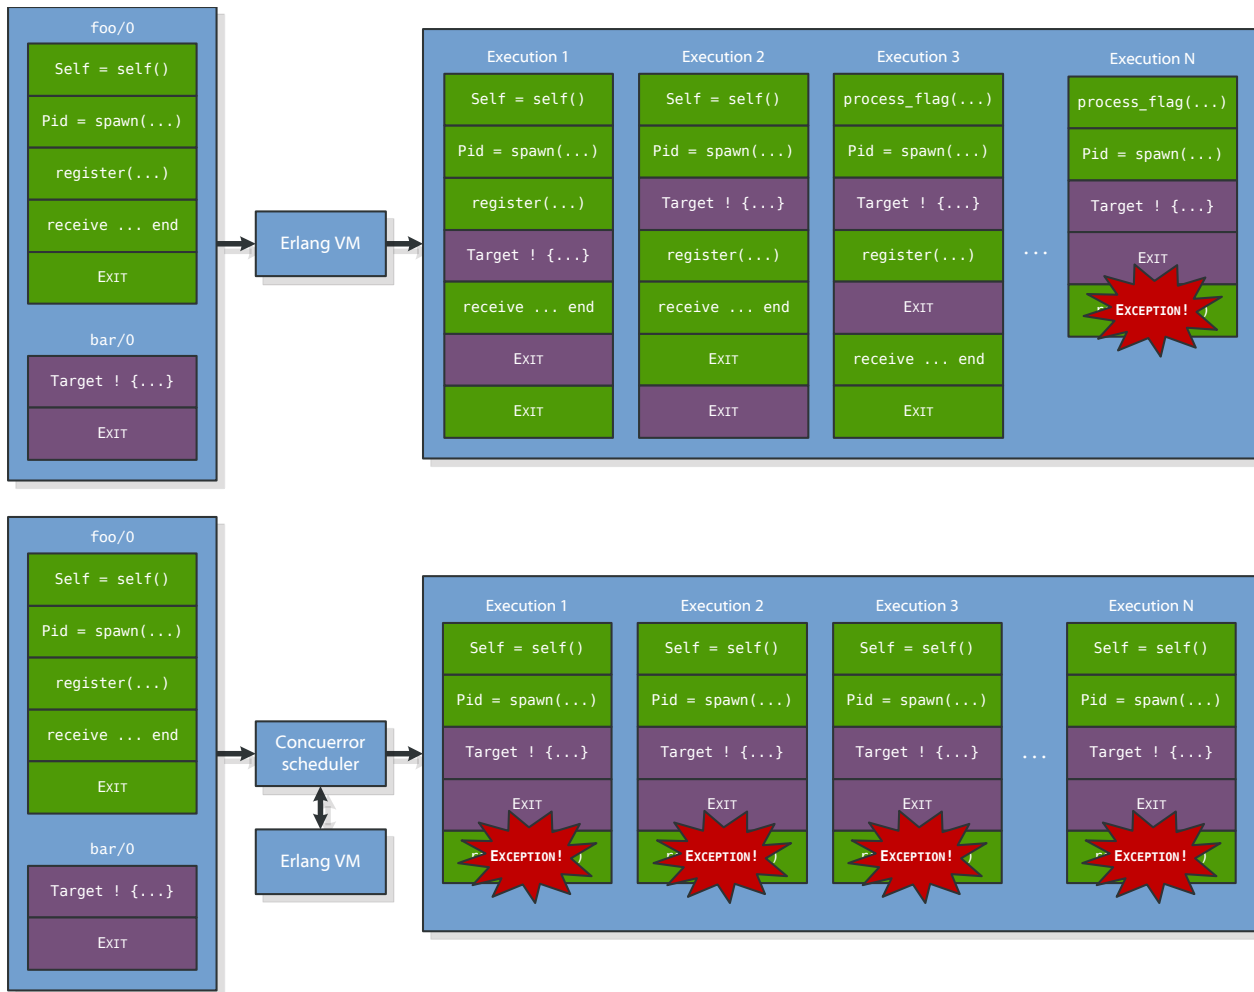 foo/0
Self = self()
Pid = spawn(...)
register(...)
receive ... end
EXIT
bar/0
Target ! {...}
EXIT
Erlang VM
Execution 1
Self = self()
Pid = spawn(...)
register(...)
Target ! {...}
receive ... end
EXIT
EXIT
Execution 2
Self = self()
Pid = spawn(...)
Target ! {...}
register(...)
receive ... end
EXIT
EXIT
Execution 3
process_flag(...)
Pid = spawn(...)
Target ! {...}
register(...)
EXIT
receive ... end
EXIT
...
Execution N
process_flag(...)
Pid = spawn(...)
Target ! {...}
EXIT
EXCEPTION!
foo/0
Self = self()
Pid = spawn(...)
register(...)
receive ... end
EXIT
bar/0
Target ! {...}
EXIT
Concuerror
scheduler
Erlang VM
Execution 1
Self = self()
Pid = spawn(...)
Target ! {...}
EXIT
EXCEPTION!
Execution 2
Self = self()
Pid = spawn(...)
Target ! {...}
EXIT
EXCEPTION!
Execution 3
Self = self()
Pid = spawn(...)
Target ! {...}
EXIT
EXCEPTION!
...
Execution N
Self = self()
Pid = spawn(...)
Target ! {...}
EXIT
EXCEPTION!